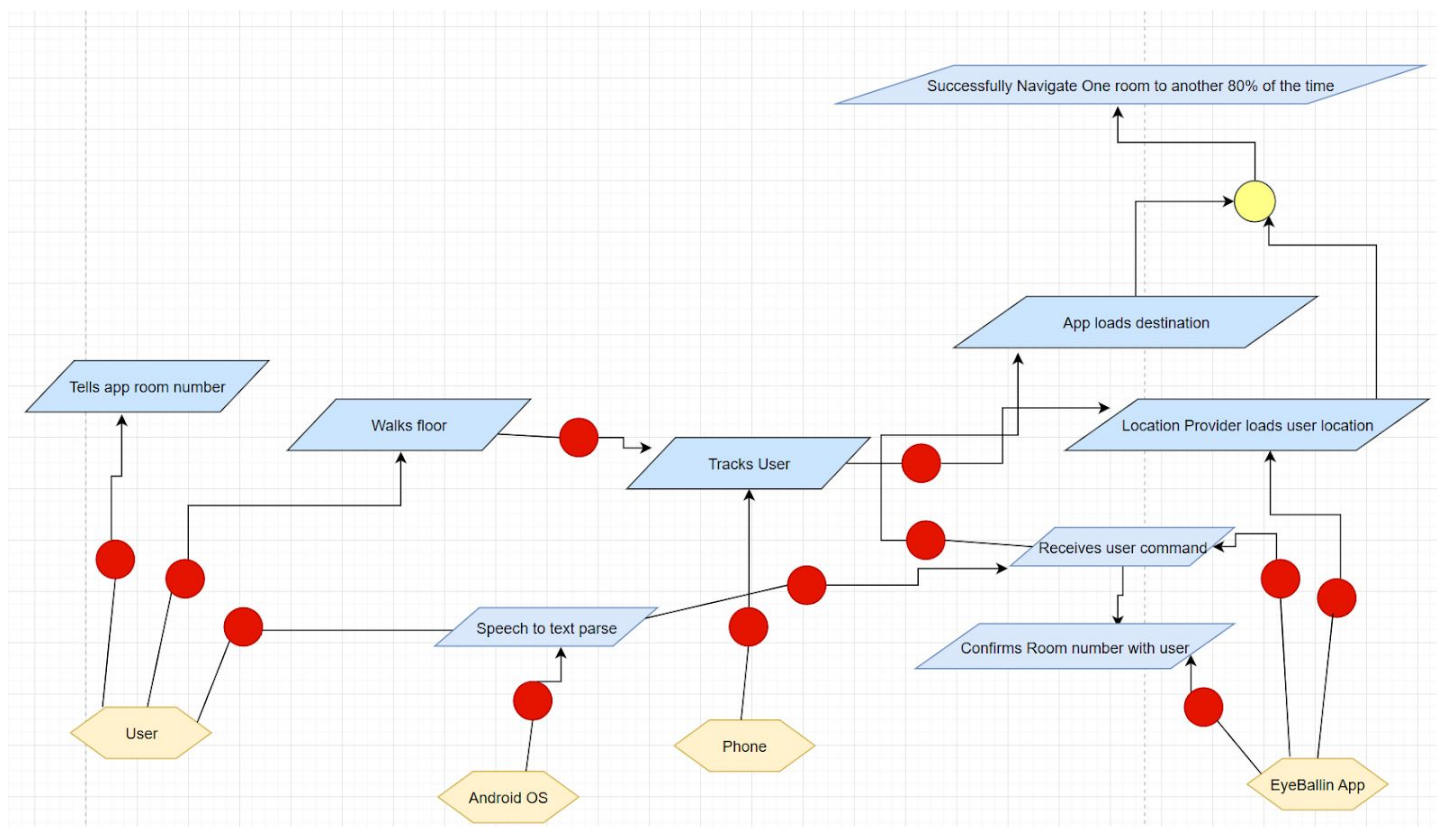 Successfully Navigate One room to another 80% of the time
App loads destination
Tells app room number
Walks floor
Location Provider loads user location
Tracks User
Receives user command
Speech to text parse
Confirms Room number with user
User
Phone
EyeBallin App
Android OS